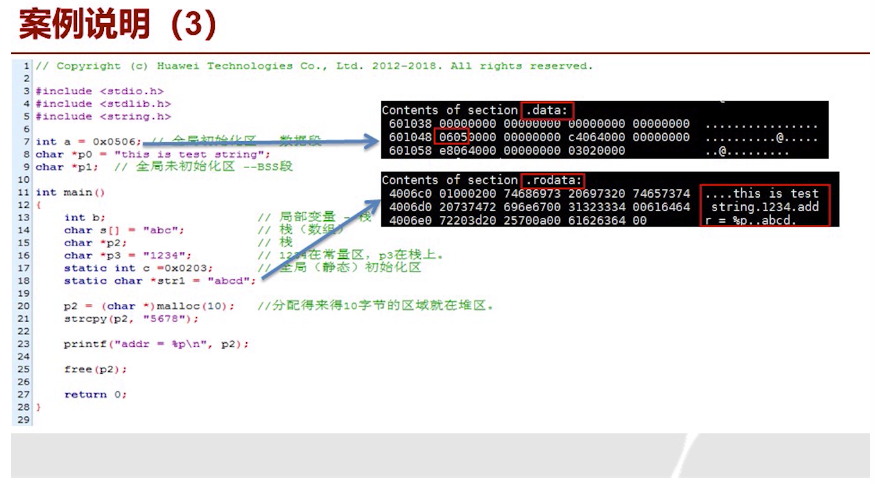 案例说明（3）
1 // Copyright (c) Huawei Technologies Co., Ltd. 2012-2018. All rights reserved.
2
3 #include <stdio.h>
4 #include <stdlib.h>
5 #include <string.h>
6
7 int a = 0x0506; // 全局初始化区 数据段
8 char *p0 = "this is test string";
9 char *p1; // 全局未初始化区 --BSS段
10
11 int main()
12 {
13 int b; // 局部变量 - 栈
14 char s[] = "abc"; // 栈（数组）
15 char *p2; // 栈
16 char *p3 = "1234"; // 1234在常量区，p3在栈上。
17 static int c =0x0203; // 全局（静态）初始化区
18 static char *str1 = "abcd";
19
20 p2 = (char *)malloc(10); //分配得来得10字节的区域就在堆区。
21 strcpy(p2, "5678");
22
23 printf("addr = %p\n", p2);
24
25 free(p2);
26
27 return 0;
28 }
29
Contents of section .data:
601038 00000000 00000000 00000000 00000000 ................
601048 06050000 00000000 c4064000 00000000 ..........@.....
601058 e8064000 00000000 03020000 ..@.........
Contents of section .rodata:
4006c0 01000200 74686973 20697320 74657374 ....this is test
4006d0 20737472 696e6700 31323334 00616464 string.1234.add
4006e0 72203d20 25700a00 61626364 00 r = %p..abcd.